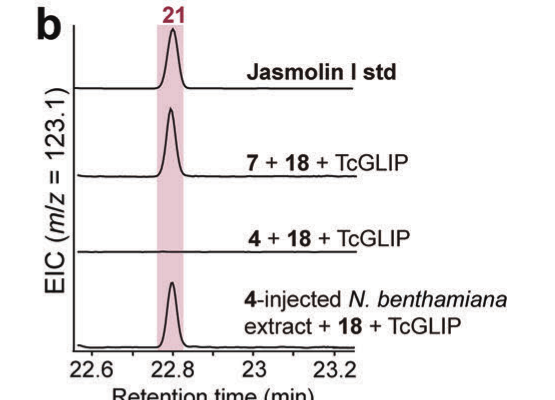 b
21
Jasmolin I std
7 + 18 + TcGLIP
4 + 18 + TcGLIP
4-injected N. benthamiana
extract + 18 + TcGLIP
EIC (m/z = 123.1)
22.6 22.8 23 23.2
Retention time (min)